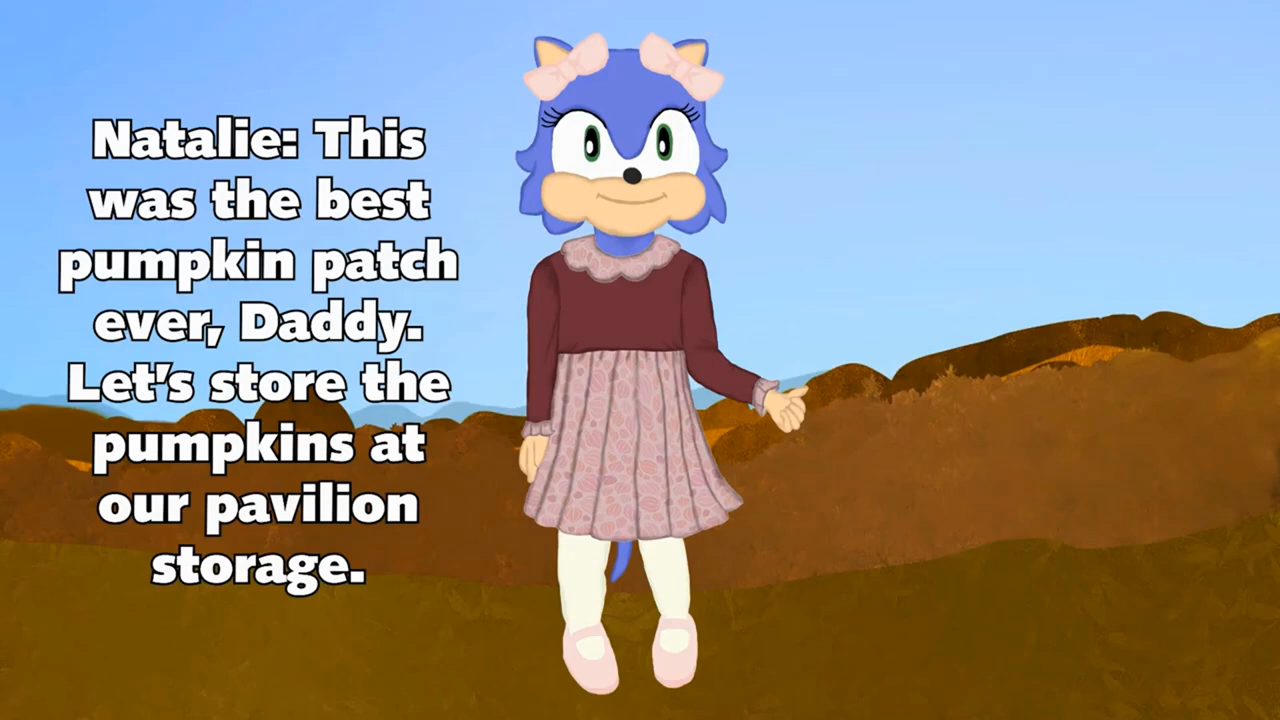 Natalie: This
was the best
pumpkin patch
ever, Daddy.
Let's store the
pumpkins at
our pavilion
storage.